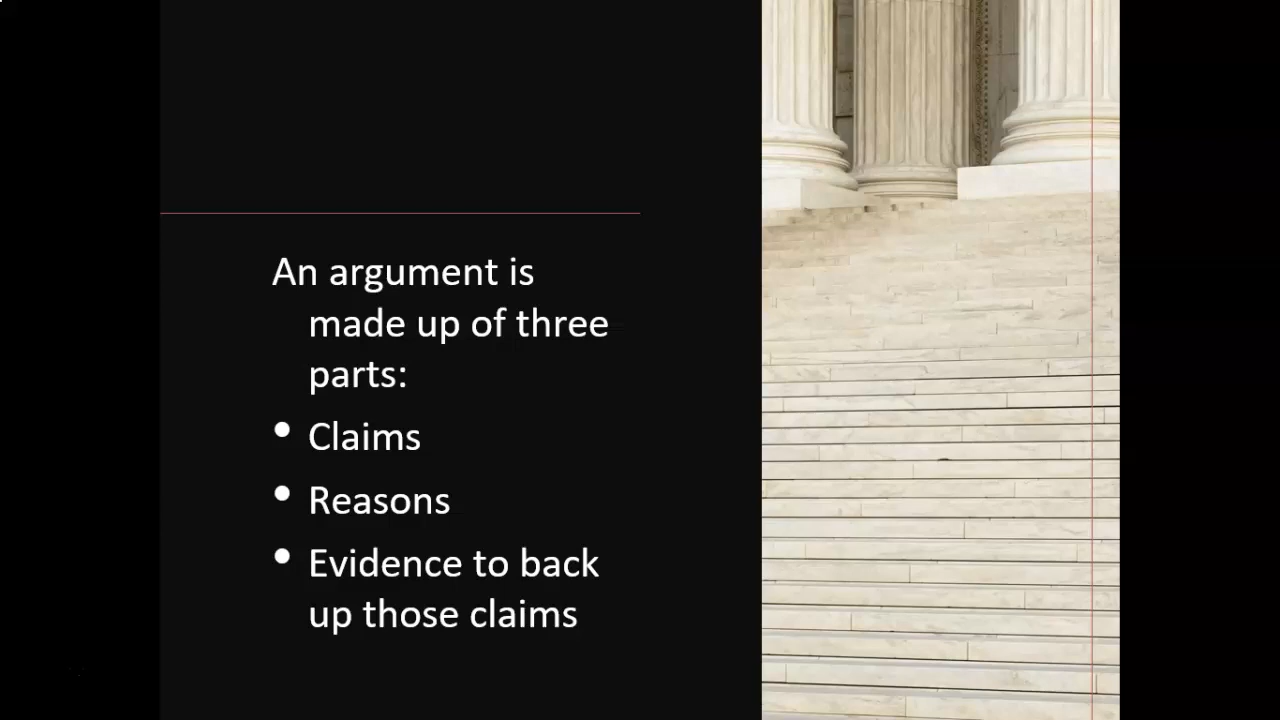 An argument is
made up of three
parts:
• Claims
• Reasons
• Evidence to back
up those claims